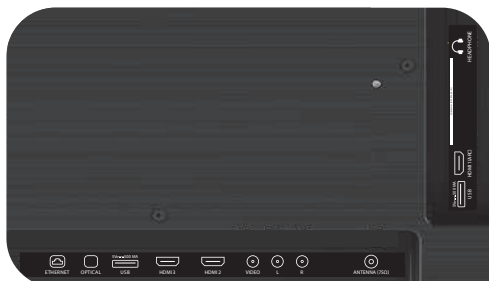 HEADPHONE
HDMI 1 (ARC)
USB
ETHERNET
OPTICAL
USB
HDMI 3
HDMI 2
VIDEO
L
R
ANTENNA (75Ω)